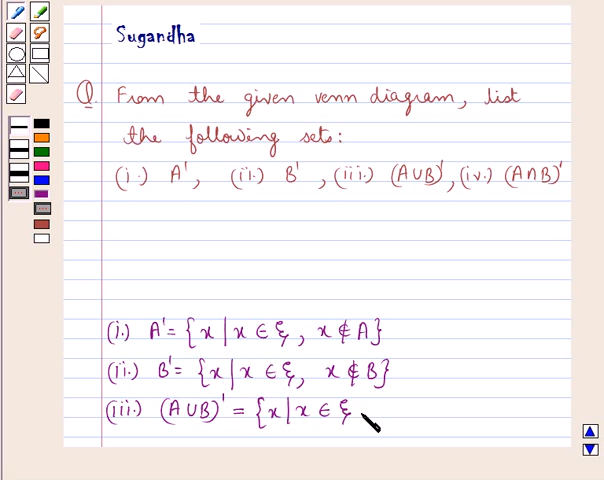 Sugandha
Q. From the given venn diagram, list
the following sets:
(i.) A', (ii.) B', (iii.) (A∪B)', (iv.) (A∩B)'
(i.) A' = {x | x ∈ ξ, x ∉ A}
(ii.) B' = {x | x ∈ ξ, x ∉ B}
(iii.) (A∪B)' = {x | x ∈ ξ